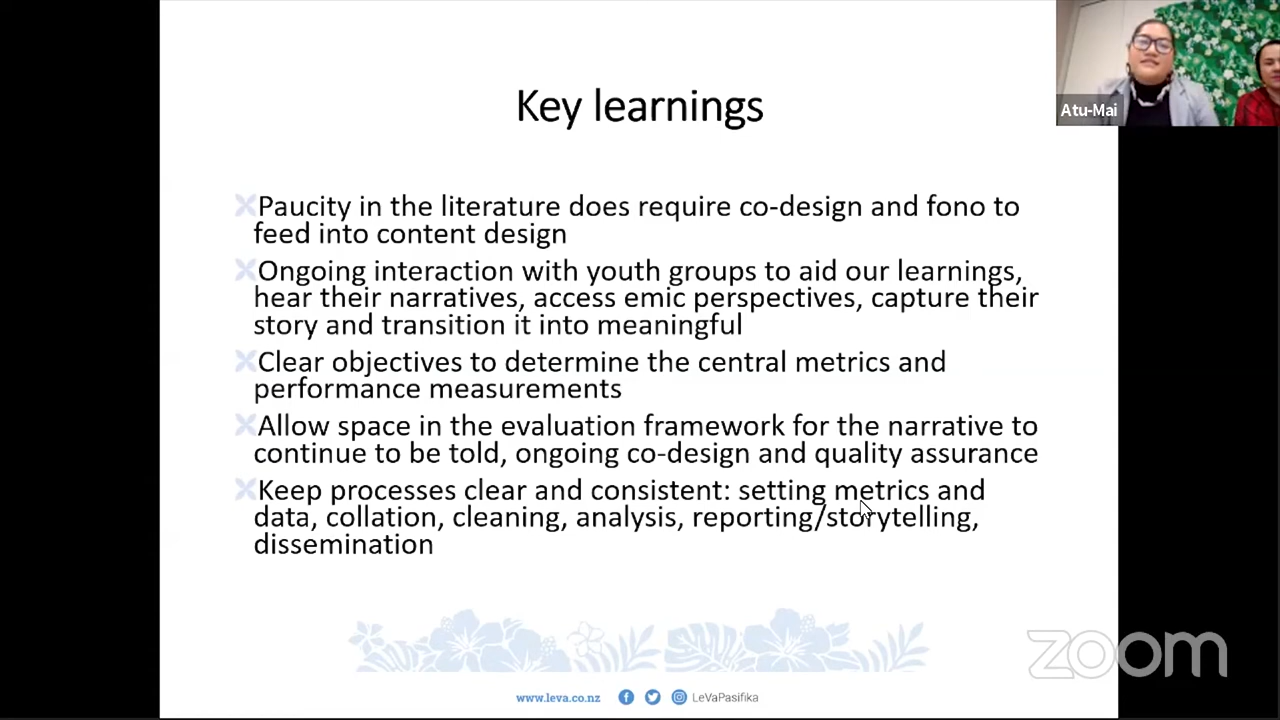 Atu-Mai
Key learnings
Paucity in the literature does require co-design and fono to
feed into content design
Ongoing interaction with youth groups to aid our learnings,
hear their narratives, access emic perspectives, capture their
story and transition it into meaningful
Clear objectives to determine the central metrics and
performance measurements
Allow space in the evaluation framework for the narrative to
continue to be told, ongoing co-design and quality assurance
Keep processes clear and consistent: setting metrics and
data, collation, cleaning, analysis, reporting/storytelling,
dissemination
zoom
www.leva.co.nz LeVaPasifika